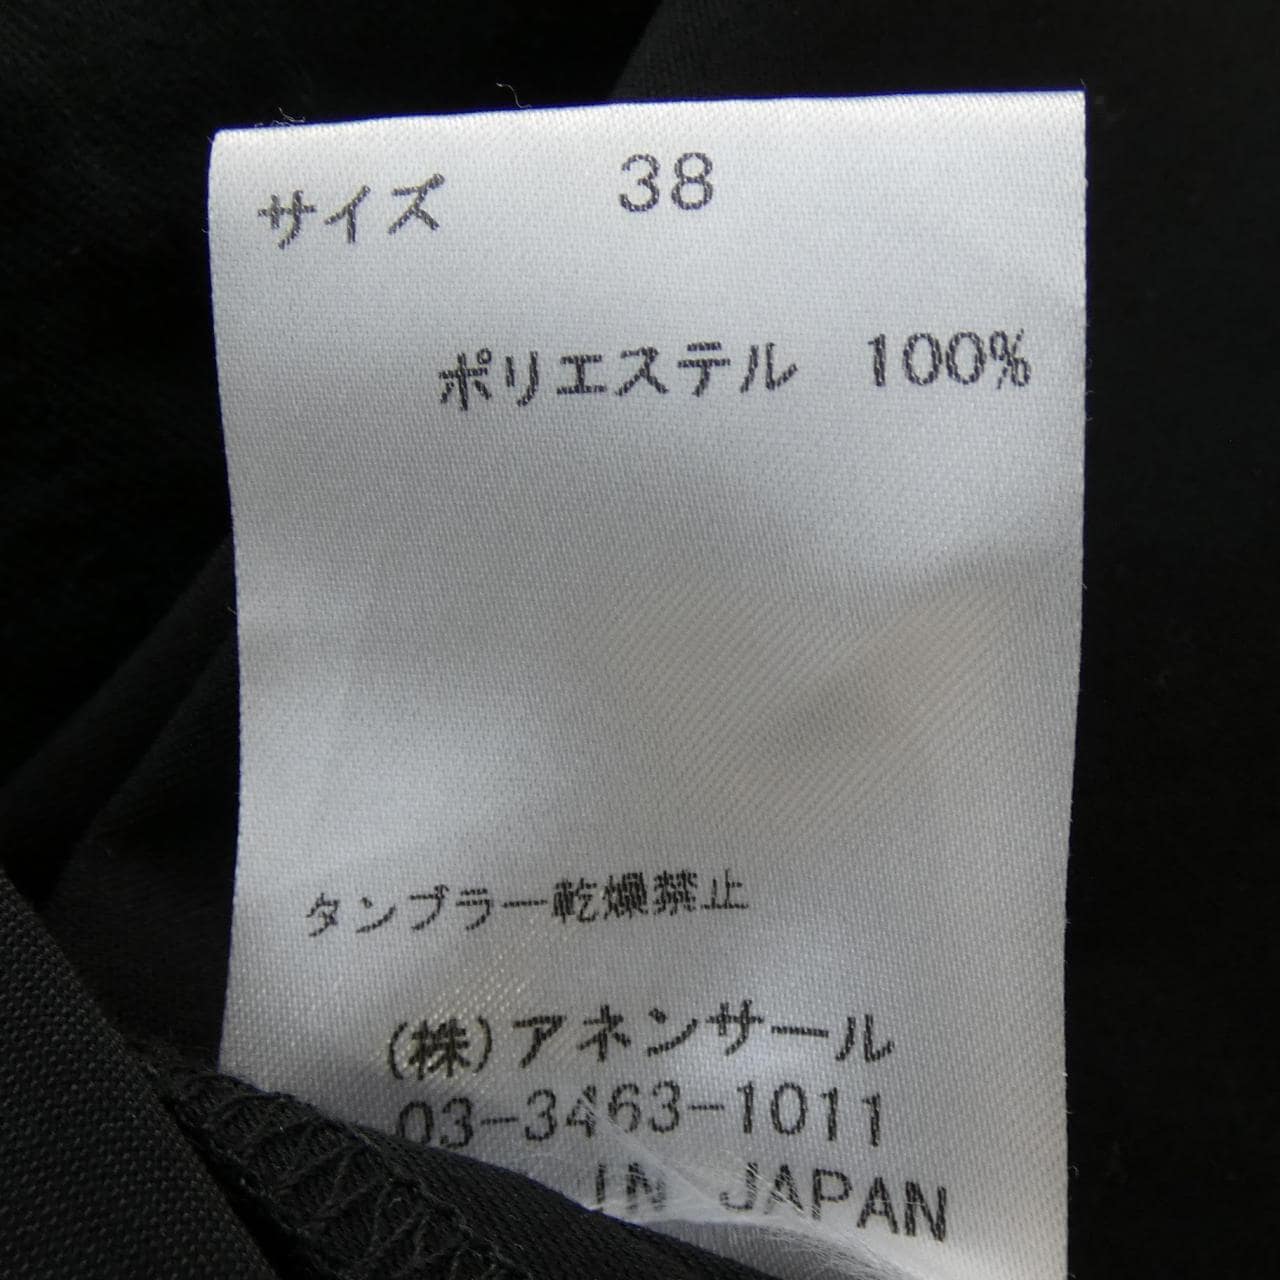 サイズ 38
ポリエステル 100%
タンブラー乾燥禁止
(株)アネンサール
03-3463-1011
IN JAPAN